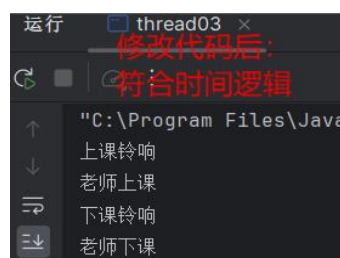 运行
thread03
修改代码后：
符合时间逻辑
"C:\Program Files\Java
上课铃响
老师上课
下课铃响
老师下课